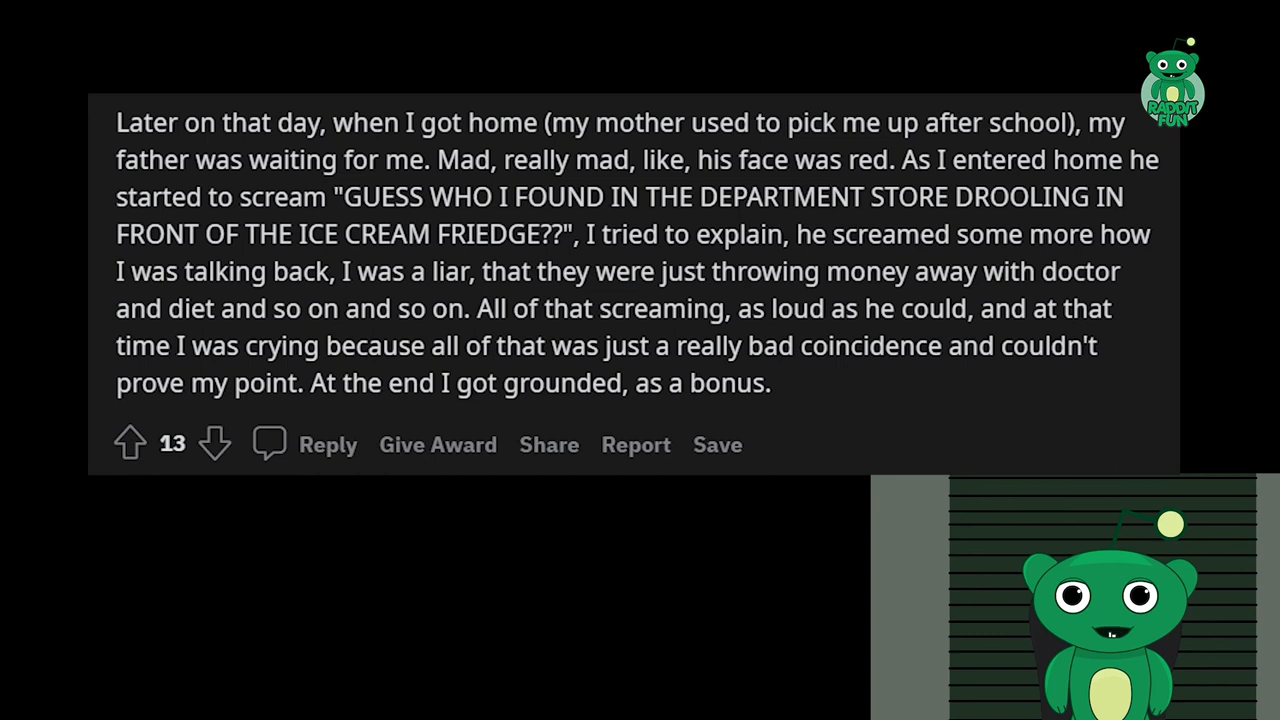 RADDIT
FUN
Later on that day, when I got home (my mother used to pick me up after school), my
father was waiting for me. Mad, really mad, like, his face was red. As I entered home he
started to scream "GUESS WHO I FOUND IN THE DEPARTMENT STORE DROOLING IN
FRONT OF THE ICE CREAM FRIEDGE??", I tried to explain, he screamed some more how
I was talking back, I was a liar, that they were just throwing money away with doctor
and diet and so on and so on. All of that screaming, as loud as he could, and at that
time I was crying because all of that was just a really bad coincidence and couldn't
prove my point. At the end I got grounded, as a bonus.
13 Reply Give Award Share Report Save